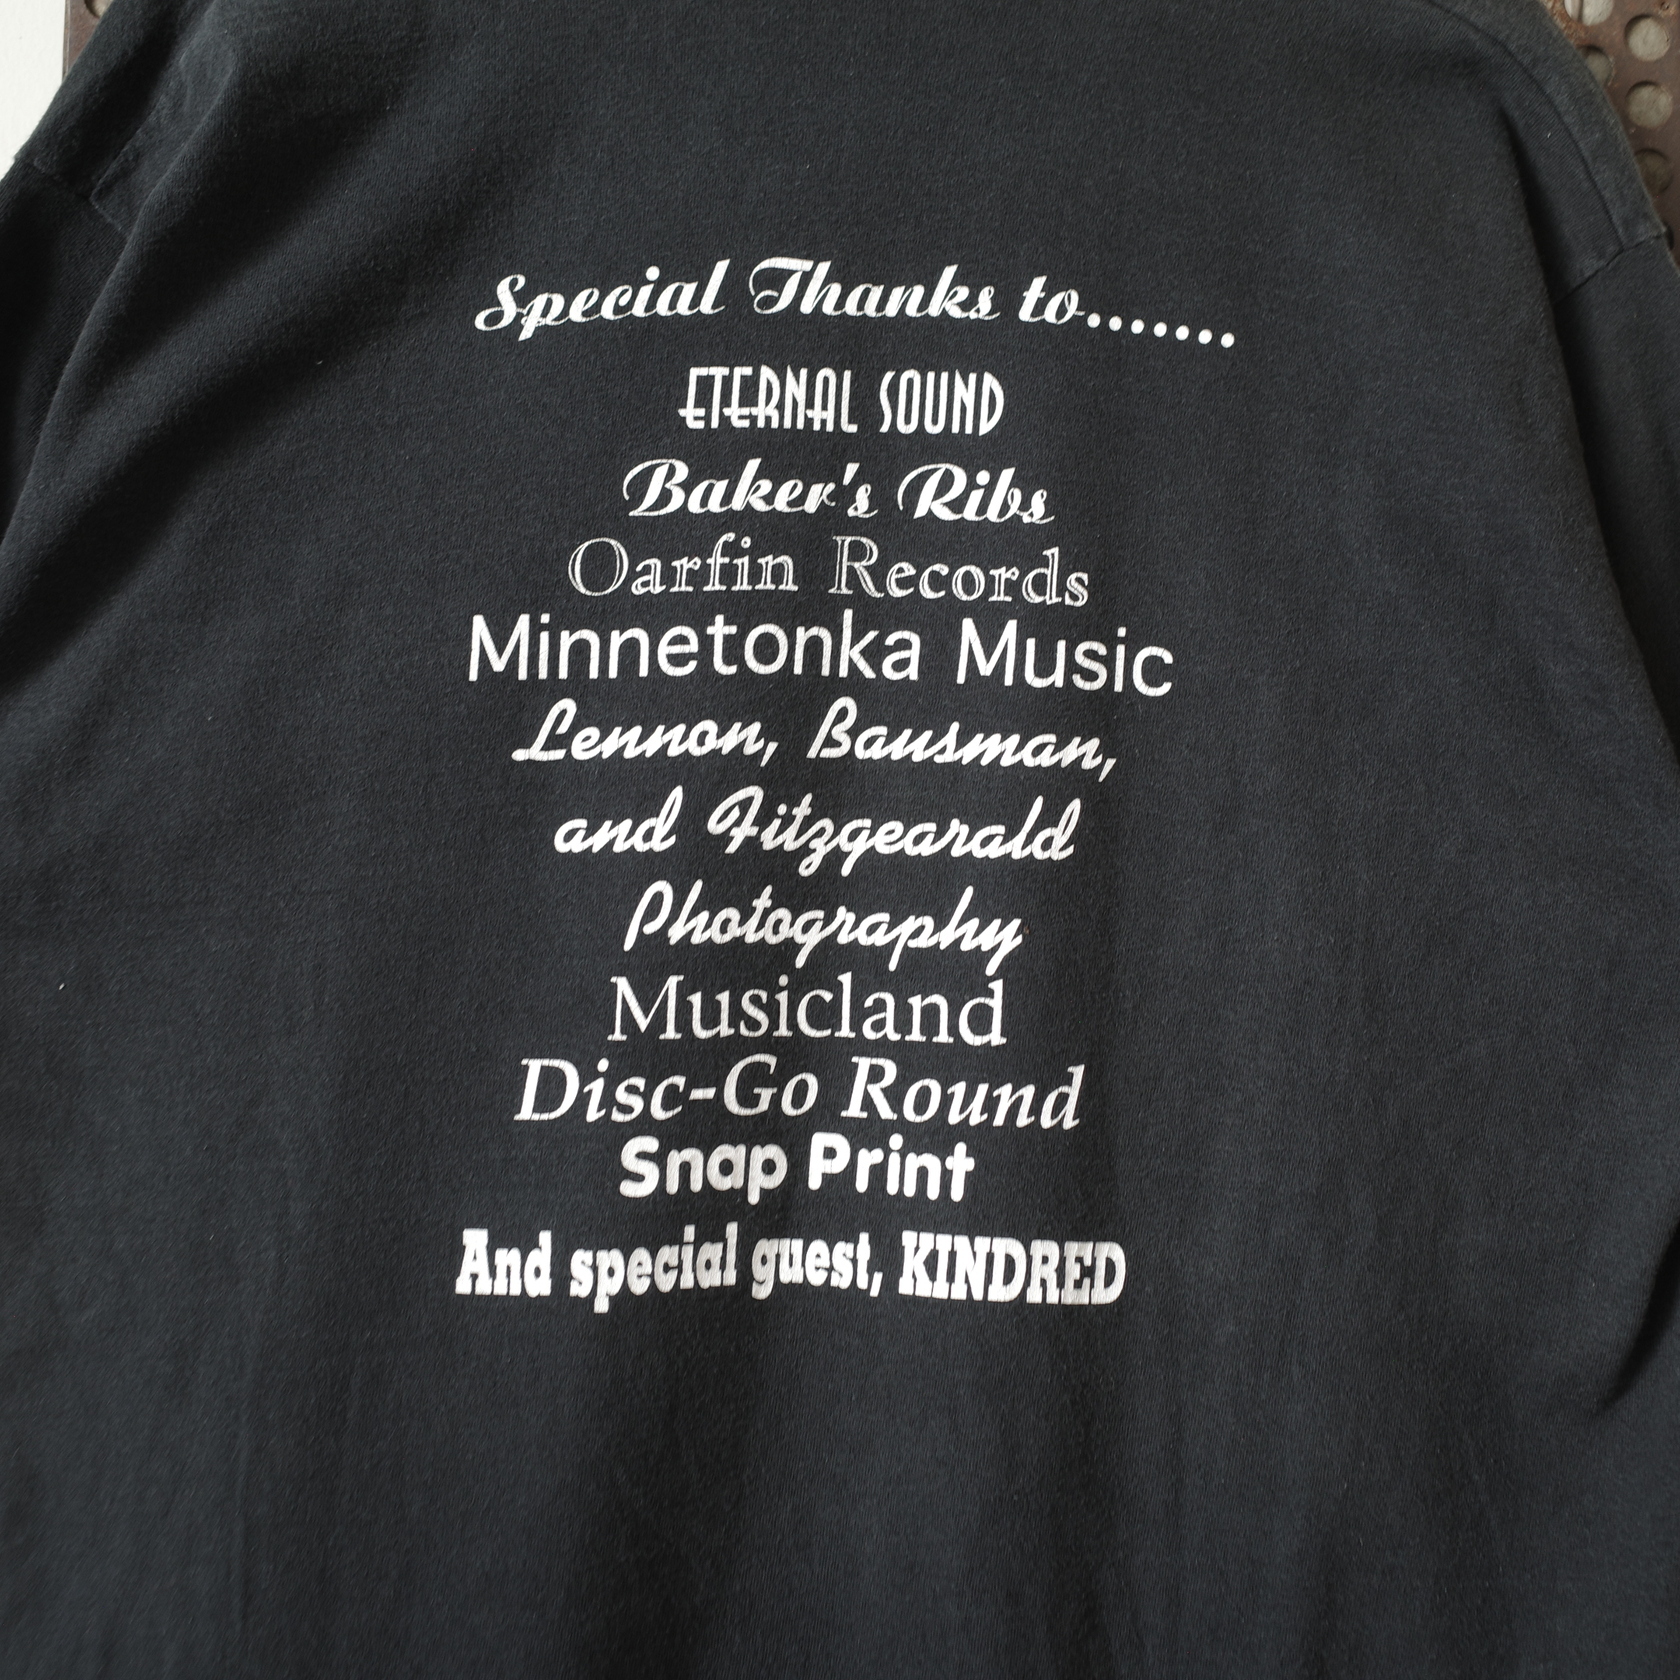 Special Thanks to.......
ETERNAL SOUND
Baker's Ribs
Oarfin Records
Minnetonka Music
Lennon, Bausman,
and Fitzgearald
Photography
Musicland
Disc-Go Round
Snap Print
And special guest, KINDRED